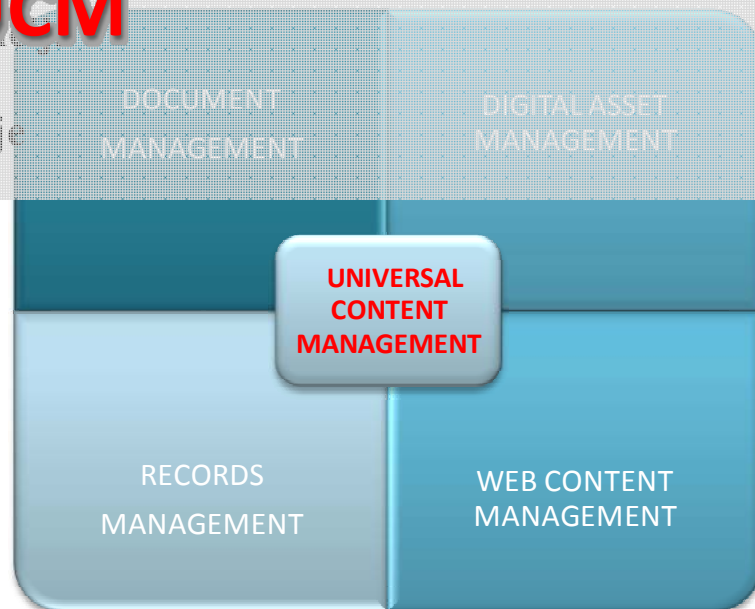 UCM
DOCUMENT
MANAGEMENT
DIGITAL ASSET
MANAGEMENT
UNIVERSAL
CONTENT
MANAGEMENT
RECORDS
MANAGEMENT
WEB CONTENT
MANAGEMENT